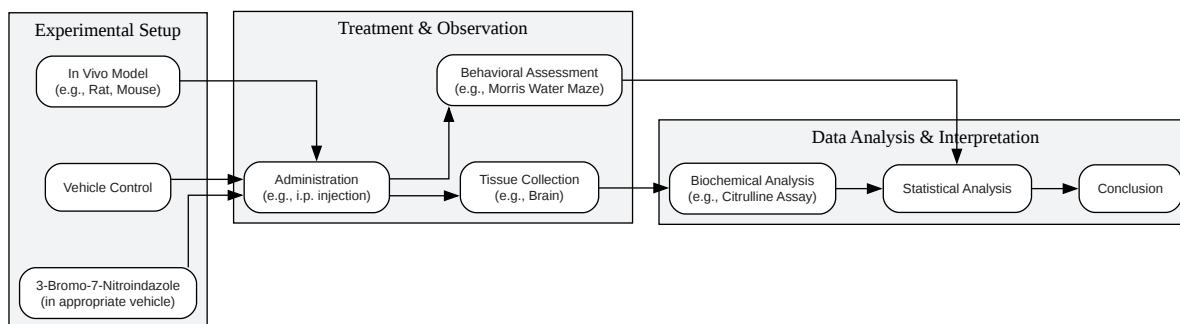 Experimental Setup
In Vivo Model
(e.g., Rat, Mouse)
Vehicle Control
3-Bromo-7-Nitroindazole
(in appropriate vehicle)
Treatment & Observation
Behavioral Assessment
(e.g., Morris Water Maze)
Administration
(e.g., i.p. injection)
Tissue Collection
(e.g., Brain)
Data Analysis & Interpretation
Biochemical Analysis
(e.g., Citrulline Assay)
Statistical Analysis
Conclusion